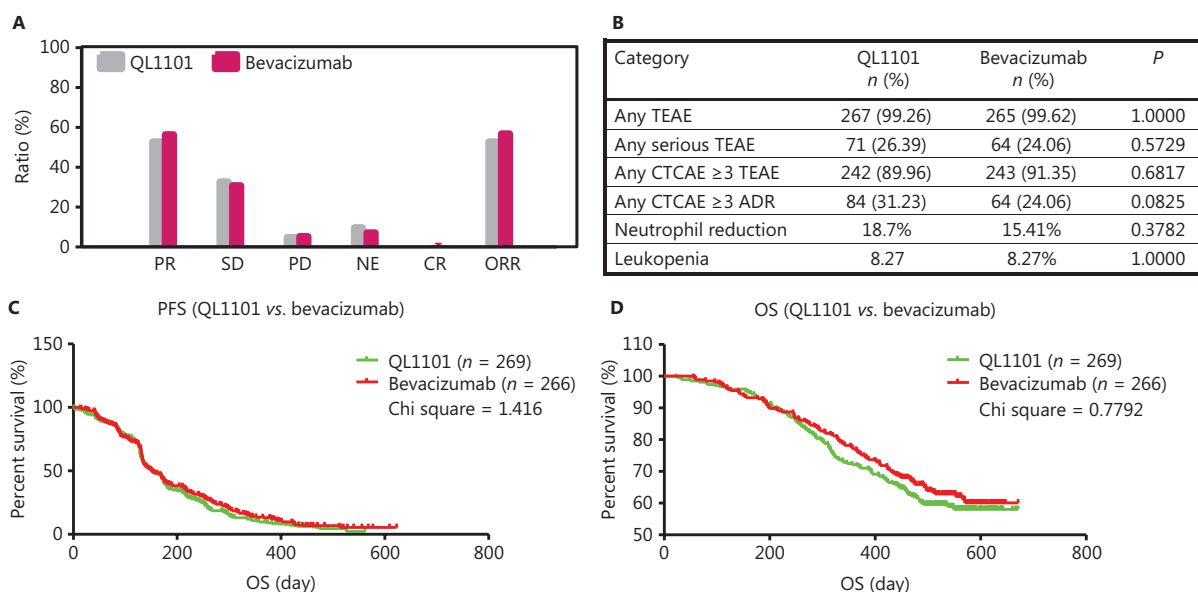 A
100
80
60
40
20
0
Ratio (%)
QL1101
Bevacizumab
PR SD PD NE CR ORR
B
Category QL1101 Bevacizumab P
n (%) n (%)
Any TEAE 267 (99.26) 265 (99.62) 1.0000
Any serious TEAE 71 (26.39) 64 (24.06) 0.5729
Any CTCAE ≥3 TEAE 242 (89.96) 243 (91.35) 0.6817
Any CTCAE ≥3 ADR 84 (31.23) 64 (24.06) 0.0825
Neutrophil reduction 18.7% 15.41% 0.3782
Leukopenia 8.27 8.27% 1.0000
C
PFS (QL1101 vs. bevacizumab)
150
100
50
0
Percent survival (%)
QL1101 (n = 269)
Bevacizumab (n = 266)
Chi square = 1.416
0 200 400 600 800
OS (day)
D
OS (QL1101 vs. bevacizumab)
110
100
90
80
70
60
50
Percent survival (%)
QL1101 (n = 269)
Bevacizumab (n = 266)
Chi square = 0.7792
0 200 400 600 800
OS (day)